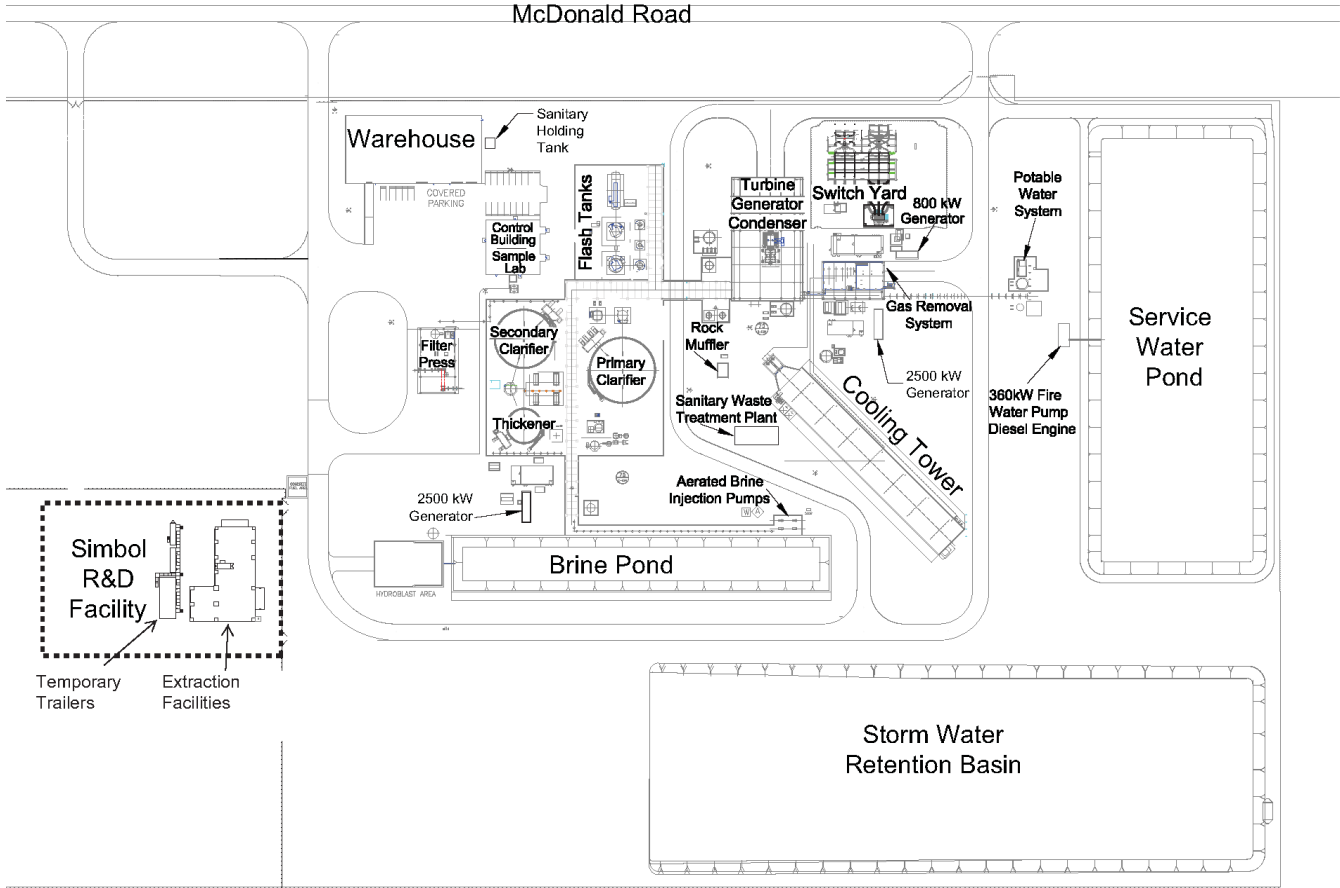 McDonald Road
Warehouse
Sanitary
Holding
Tank
COVERED
PARKING
Control
Building
Sample
Lab
Flash Tanks
Turbine
Generator
Condenser
Switch Yard
800 kW
Generator
Potable
Water
System
Gas Removal
System
Secondary
Clarifier
Filter
Press
Primary
Clarifier
Rock
Muffler
Thickener
Sanitary Waste
Treatment Plant
Cooling Tower
2500 kW
Generator
360kW Fire
Water Pump
Diesel Engine
Service
Water
Pond
2500 kW
Generator
Aerated Brine
Injection Pumps
W A
Brine Pond
HYDROBLAST AREA
Simbol
R&D
Facility
Temporary
Trailers
Extraction
Facilities
Storm Water
Retention Basin